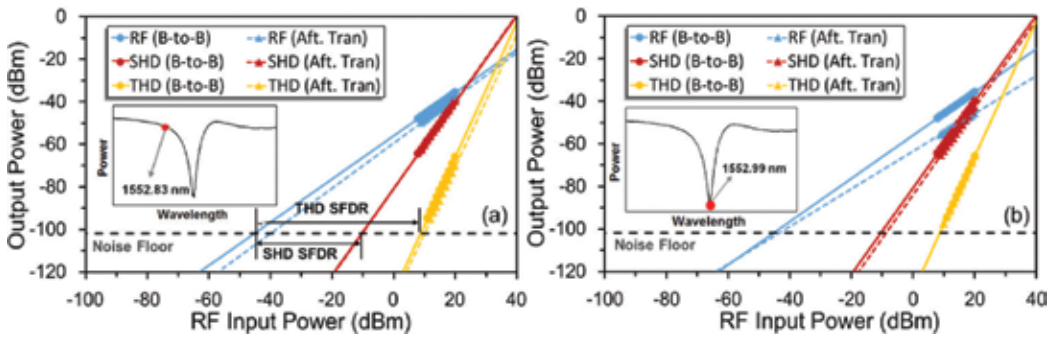 Output Power (dBm)
0
-20
-40
-60
-80
-100
-120
RF (B-to-B)
RF (Aft. Tran)
SHD (B-to-B)
SHD (Aft. Tran)
THD (B-to-B)
THD (Aft. Tran)
Power
1552.83 nm
Wavelength
THD SFDR
(a)
Noise Floor
SHD SFDR
-100 -80 -60 -40 -20 0 20 40
RF Input Power (dBm)
Output Power (dBm)
0
-20
-40
-60
-80
-100
-120
RF (B-to-B)
RF (Aft. Tran)
SHD (B-to-B)
SHD (Aft. Tran)
THD (B-to-B)
THD (Aft. Tran)
Power
1552.99 nm
Wavelength
(b)
Noise Floor
-100 -80 -60 -40 -20 0 20 40
RF Input Power (dBm)